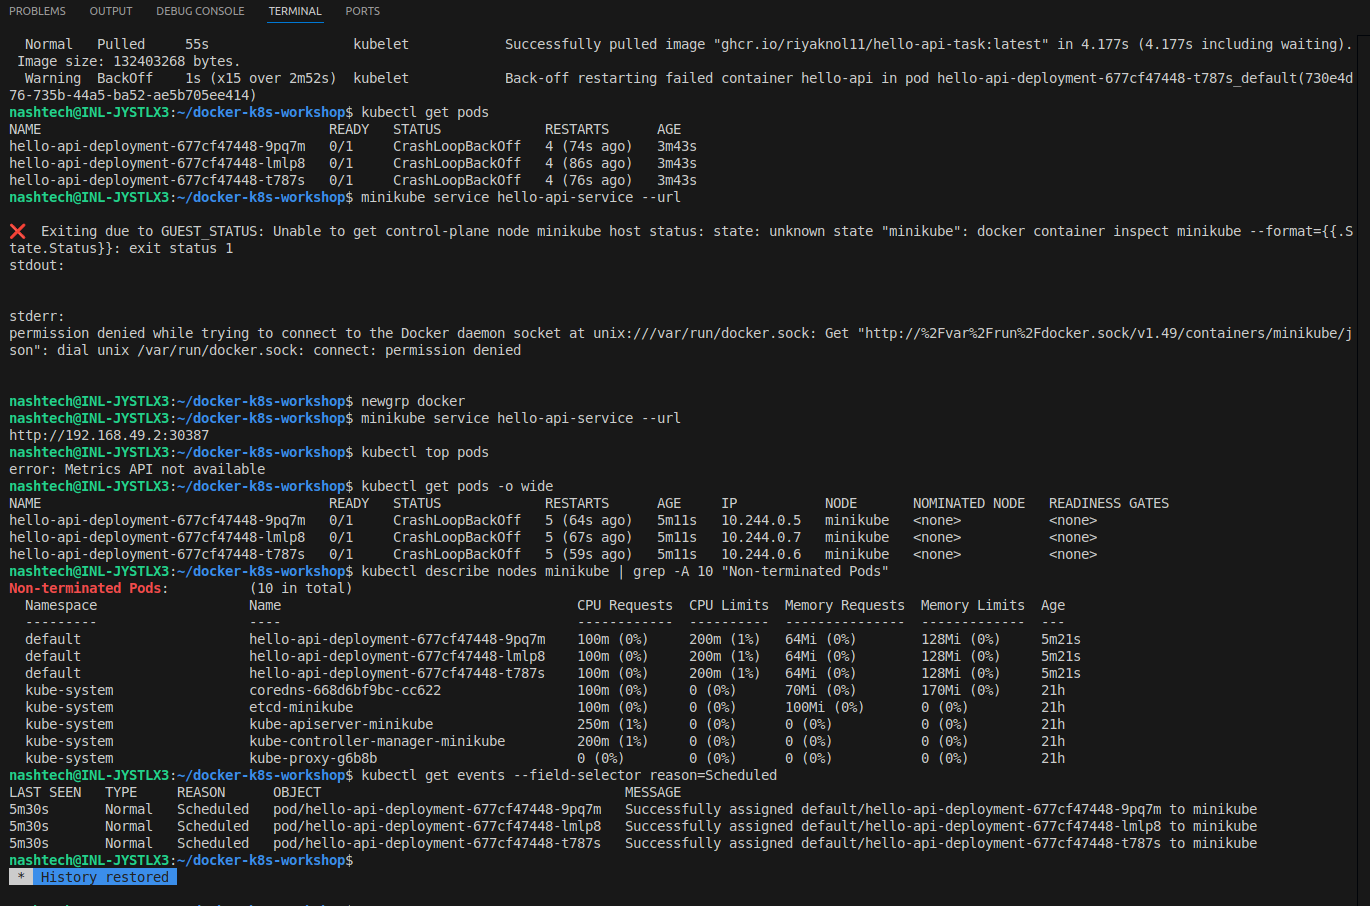 PROBLEMS OUTPUT DEBUG CONSOLE TERMINAL PORTS
  Normal   Pulled     55s                  kubelet            Successfully pulled image "ghcr.io/riyaknol11/hello-api-task:latest" in 4.177s (4.177s including waiting).
 Image size: 132403268 bytes.
  Warning  BackOff    1s (x15 over 2m52s)  kubelet            Back-off restarting failed container hello-api in pod hello-api-deployment-677cf47448-t787s_default(730e4d
76-735b-44a5-ba52-ae5b705ee414)
nashtech@INL-JYSTLX3:~/docker-k8s-workshop$ kubectl get pods
NAME                                    READY   STATUS             RESTARTS      AGE
hello-api-deployment-677cf47448-9pq7m   0/1     CrashLoopBackOff   4 (74s ago)   3m43s
hello-api-deployment-677cf47448-lmlp8   0/1     CrashLoopBackOff   4 (86s ago)   3m43s
hello-api-deployment-677cf47448-t787s   0/1     CrashLoopBackOff   4 (76s ago)   3m43s
nashtech@INL-JYSTLX3:~/docker-k8s-workshop$ minikube service hello-api-service --url
❌  Exiting due to GUEST_STATUS: Unable to get control-plane node minikube host status: state: unknown state "minikube": docker container inspect minikube --format={{.S
tate.Status}}: exit status 1
stdout:
stderr:
permission denied while trying to connect to the Docker daemon socket at unix:///var/run/docker.sock: Get "http://%2Fvar%2Frun%2Fdocker.sock/v1.49/containers/minikube/j
son": dial unix /var/run/docker.sock: connect: permission denied
nashtech@INL-JYSTLX3:~/docker-k8s-workshop$ newgrp docker
nashtech@INL-JYSTLX3:~/docker-k8s-workshop$ minikube service hello-api-service --url
http://192.168.49.2:30387
nashtech@INL-JYSTLX3:~/docker-k8s-workshop$ kubectl top pods
error: Metrics API not available
nashtech@INL-JYSTLX3:~/docker-k8s-workshop$ kubectl get pods -o wide
NAME                                    READY   STATUS             RESTARTS      AGE     IP           NODE       NOMINATED NODE   READINESS GATES
hello-api-deployment-677cf47448-9pq7m   0/1     CrashLoopBackOff   5 (64s ago)   5m11s   10.244.0.5   minikube   <none>           <none>
hello-api-deployment-677cf47448-lmlp8   0/1     CrashLoopBackOff   5 (67s ago)   5m11s   10.244.0.7   minikube   <none>           <none>
hello-api-deployment-677cf47448-t787s   0/1     CrashLoopBackOff   5 (59s ago)   5m11s   10.244.0.6   minikube   <none>           <none>
nashtech@INL-JYSTLX3:~/docker-k8s-workshop$ kubectl describe nodes minikube | grep -A 10 "Non-terminated Pods"
Non-terminated Pods:          (10 in total)
  Namespace                   Name                                     CPU Requests  CPU Limits  Memory Requests  Memory Limits  Age
  ---------                   ----                                     ------------  ----------  ---------------  -------------  ---
  default                     hello-api-deployment-677cf47448-9pq7m    100m (0%)     200m (1%)   64Mi (0%)        128Mi (0%)     5m21s
  default                     hello-api-deployment-677cf47448-lmlp8    100m (0%)     200m (1%)   64Mi (0%)        128Mi (0%)     5m21s
  default                     hello-api-deployment-677cf47448-t787s    100m (0%)     200m (1%)   64Mi (0%)        128Mi (0%)     5m21s
  kube-system                 coredns-668d6bf9bc-cc622                 100m (0%)     0 (0%)      70Mi (0%)        170Mi (0%)     21h
  kube-system                 etcd-minikube                            100m (0%)     0 (0%)      100Mi (0%)       0 (0%)         21h
  kube-system                 kube-apiserver-minikube                  250m (1%)     0 (0%)      0 (0%)           0 (0%)         21h
  kube-system                 kube-controller-manager-minikube         200m (1%)     0 (0%)      0 (0%)           0 (0%)         21h
  kube-system                 kube-proxy-g6b8b                         0 (0%)        0 (0%)      0 (0%)           0 (0%)         21h
nashtech@INL-JYSTLX3:~/docker-k8s-workshop$ kubectl get events --field-selector reason=Scheduled
LAST SEEN   TYPE     REASON      OBJECT                                      MESSAGE
5m30s       Normal   Scheduled   pod/hello-api-deployment-677cf47448-9pq7m   Successfully assigned default/hello-api-deployment-677cf47448-9pq7m to minikube
5m30s       Normal   Scheduled   pod/hello-api-deployment-677cf47448-lmlp8   Successfully assigned default/hello-api-deployment-677cf47448-lmlp8 to minikube
5m30s       Normal   Scheduled   pod/hello-api-deployment-677cf47448-t787s   Successfully assigned default/hello-api-deployment-677cf47448-t787s to minikube
nashtech@INL-JYSTLX3:~/docker-k8s-workshop$
 *  History restored